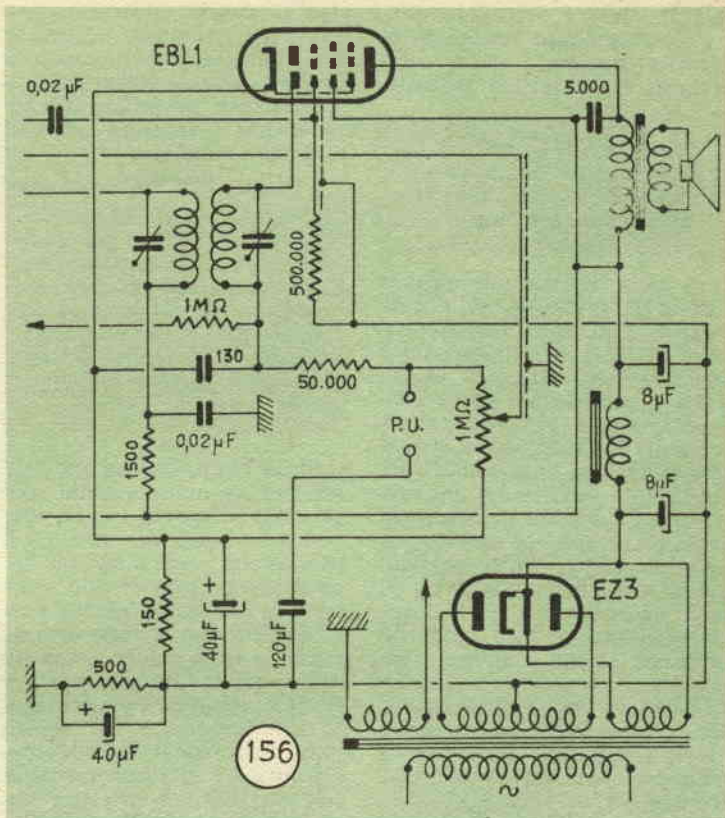 EBL1
0,02 µF
5.000
500.000
1MΩ
130
50.000
P.U.
1MΩ
8µF
0,02µF
1500
8µF
EZ3
150
+
40µF
120µF
500
+
40µF
156
~